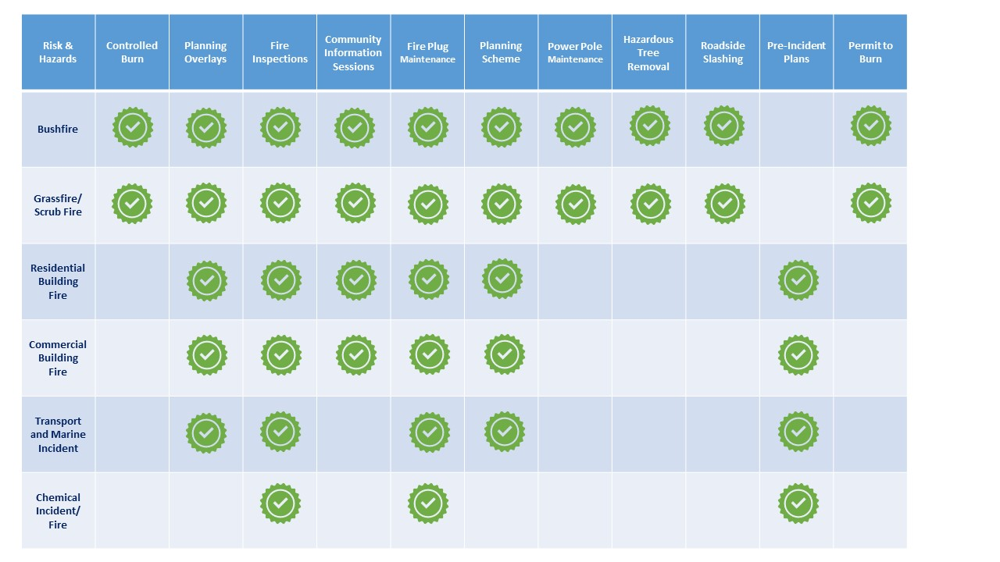 Risk &
Hazards
Controlled
Burn
Planning
Overlays
Fire
Inspections
Community
Information
Sessions
Fire Plug
Maintenance
Planning
Scheme
Power Pole
Maintenance
Hazardous
Tree
Removal
Roadside
Slashing
Pre-Incident
Plans
Permit to
Burn
Bushfire
Grassfire/
Scrub Fire
Residential
Building
Fire
Commercial
Building
Fire
Transport
and Marine
Incident
Chemical
Incident/
Fire